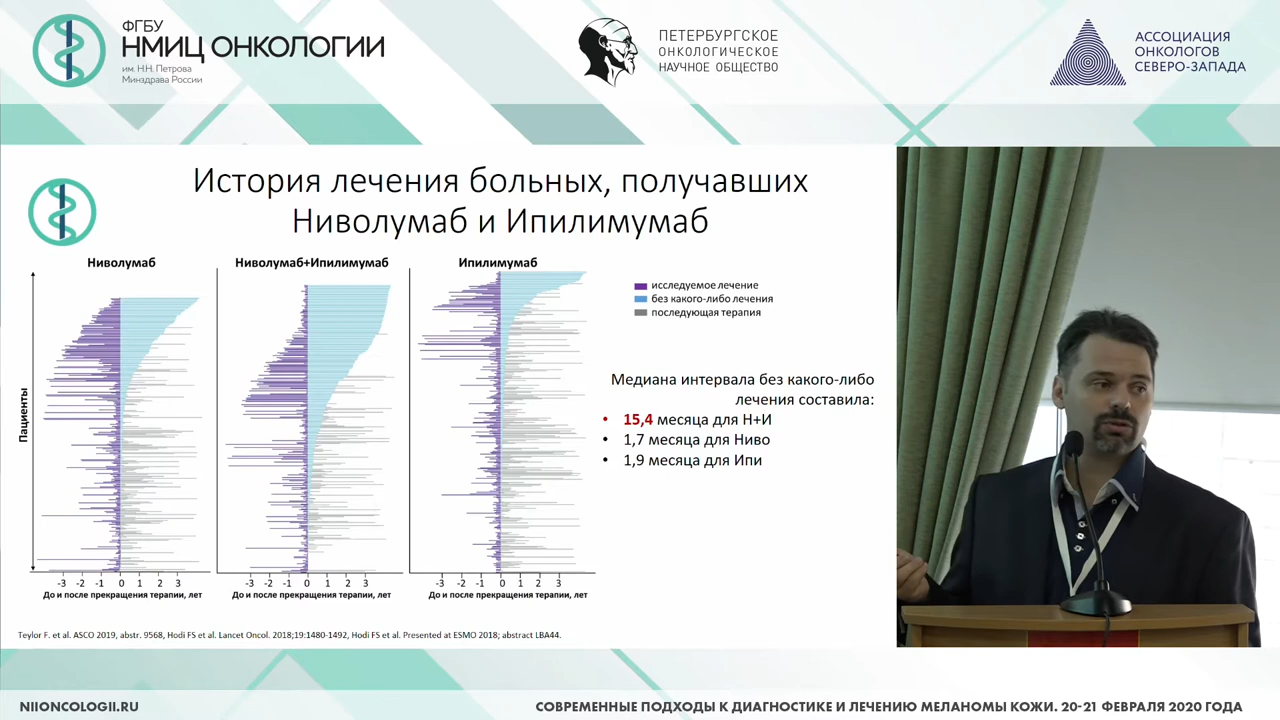 ФГБУ
НМИЦ ОНКОЛОГИИ
им. Н.Н. Петрова
Минздрава России
ПЕТЕРБУРГСКОЕ
ОНКОЛОГИЧЕСКОЕ
НАУЧНОЕ ОБЩЕСТВО
АССОЦИАЦИЯ
ОНКОЛОГОВ
СЕВЕРО-ЗАПАДА
История лечения больных, получавших
Ниволумаб и Ипилимумаб
Ниволумаб
Ниволумаб+Ипилимумаб
Ипилимумаб
исследуемое лечение
без какого-либо лечения
последующая терапия
Пациенты
Медиана интервала без какого-либо
лечения составила:
• 15,4 месяца для Н+И
• 1,7 месяца для Ниво
• 1,9 месяца для Ипи
-3 -2 -1 0 1 2 3
-3 -2 -1 0 1 2 3
-3 -2 -1 0 1 2 3
До и после прекращения терапии, лет
До и после прекращения терапии, лет
До и после прекращения терапии, лет
Teylor F. et al. ASCO 2019, abstr. 9568, Hodi FS et al. Lancet Oncol. 2018;19:1480-1492, Hodi FS et al. Presented at ESMO 2018; abstract LBA44.
NIIONCOLOGII.RU
СОВРЕМЕННЫЕ ПОДХОДЫ К ДИАГНОСТИКЕ И ЛЕЧЕНИЮ МЕЛАНОМЫ КОЖИ. 20-21 ФЕВРАЛЯ 2020 ГОДА